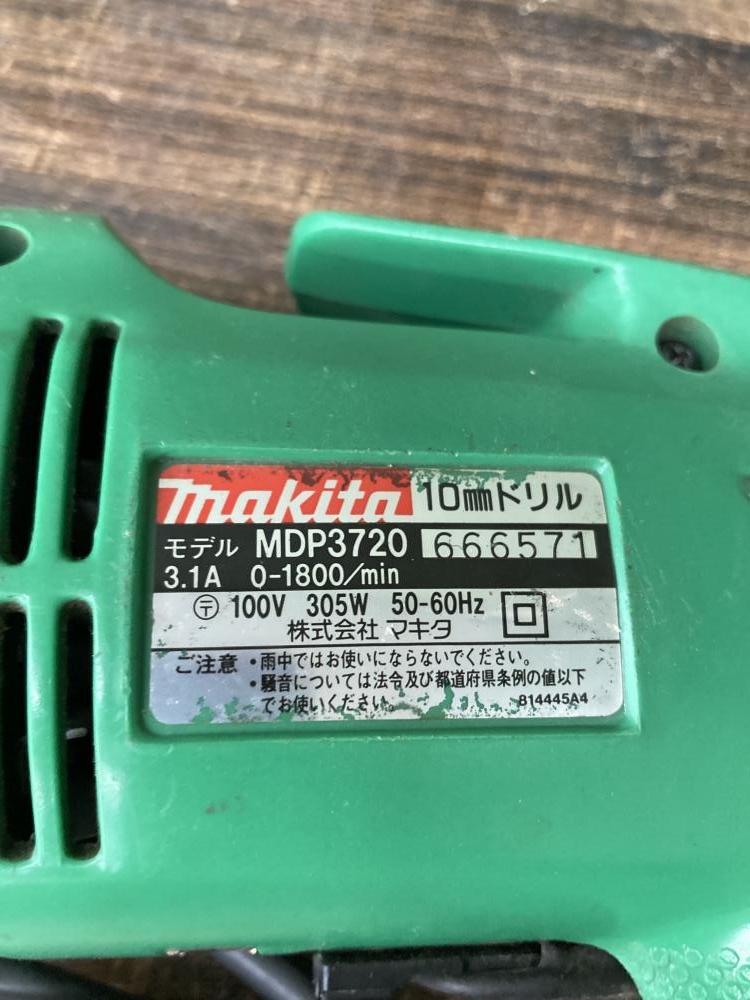 makita 10mmドリル
モデル MDP3720 666571
3.1A 0-1800/min
〶 100V 305W 50-60Hz
株式会社 マキタ
ご注意 ・雨中ではお使いにならないでください。
・騒音については法令及び都道府県条例の値以下
でお使いください。 814445A4